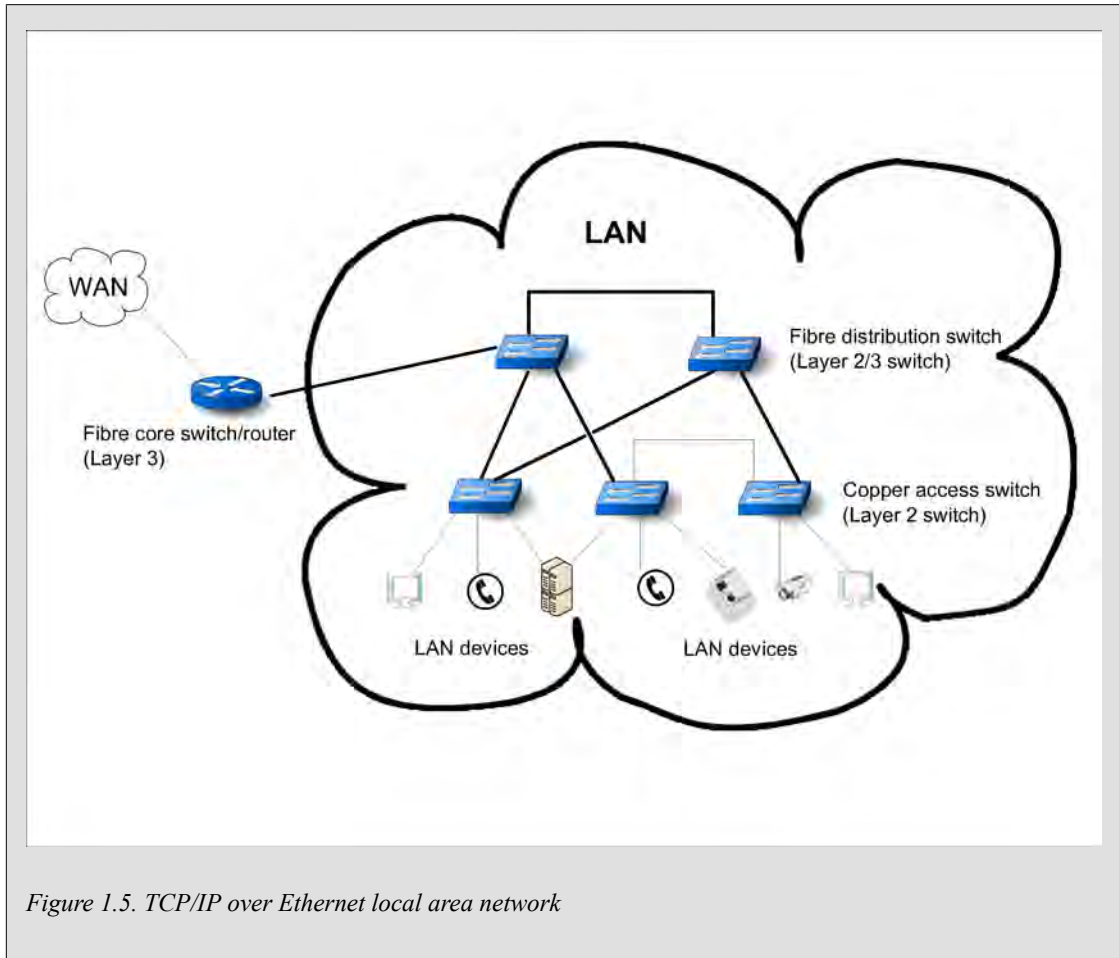 LAN
WAN
Fibre distribution switch
(Layer 2/3 switch)
Fibre core switch/router
(Layer 3)
Copper access switch
(Layer 2 switch)
LAN devices
LAN devices
Figure 1.5. TCP/IP over Ethernet local area network